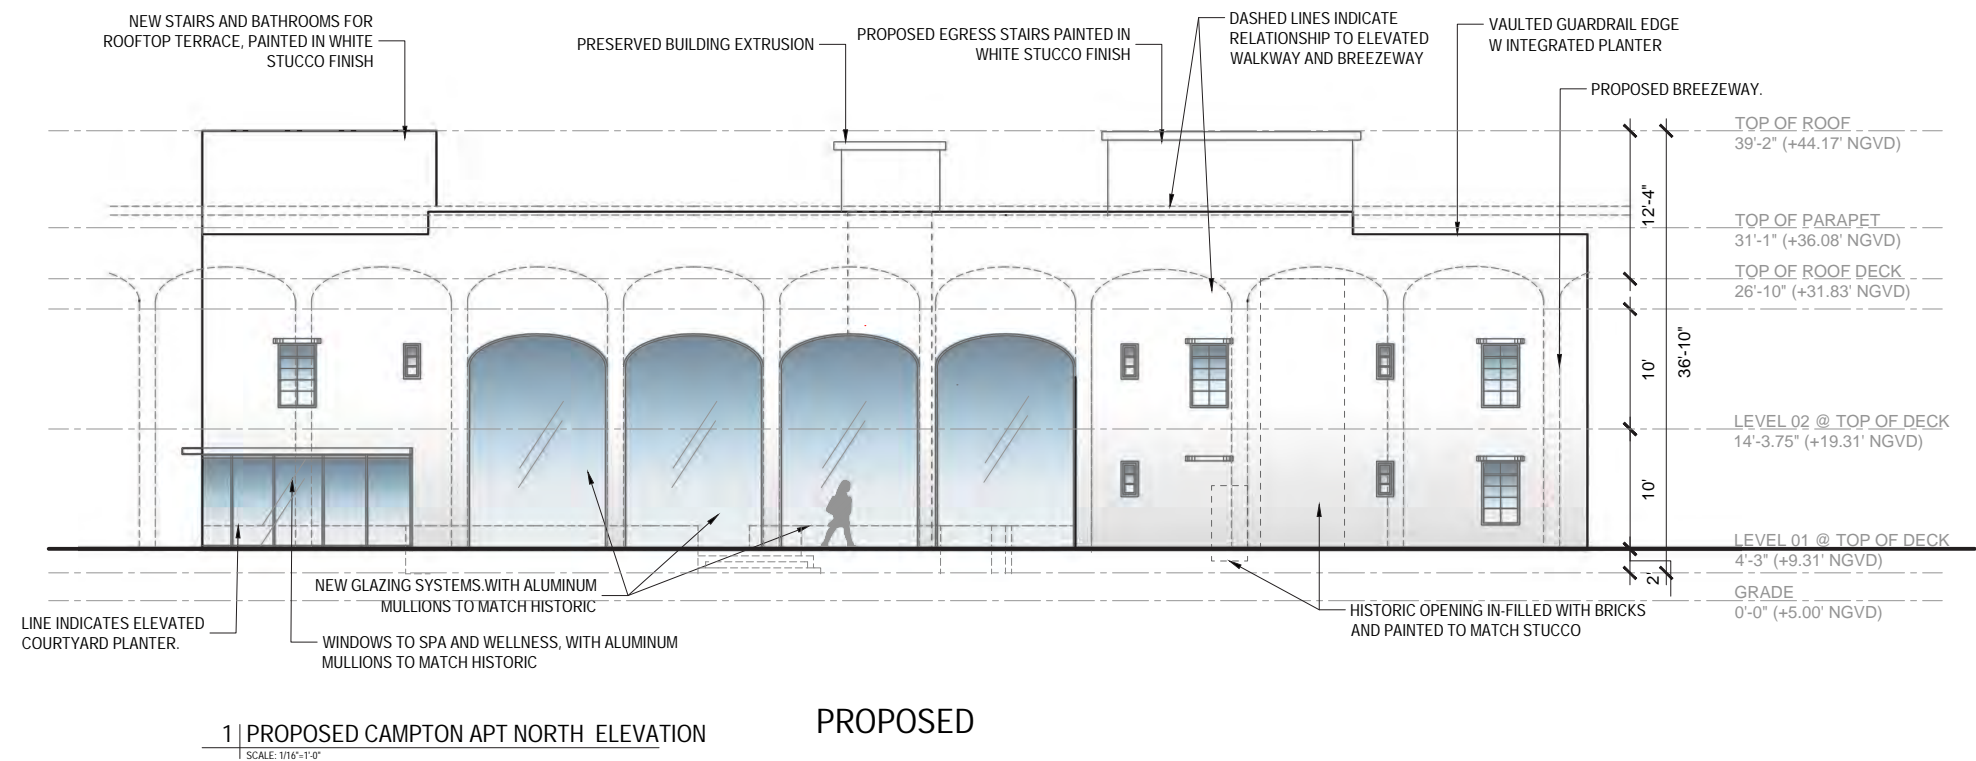 NEW STAIRS AND BATHROOMS FOR
ROOFTOP TERRACE, PAINTED IN WHITE
STUCCO FINISH
PRESERVED BUILDING EXTRUSION
PROPOSED EGRESS STAIRS PAINTED IN
WHITE STUCCO FINISH
DASHED LINES INDICATE
RELATIONSHIP TO ELEVATED
WALKWAY AND BREEZEWAY
VAULTED GUARDRAIL EDGE
W INTEGRATED PLANTER
PROPOSED BREEZEWAY.
TOP OF ROOF
39'-2" (+44.17' NGVD)
12'-4"
TOP OF PARAPET
31'-1" (+36.08' NGVD)
TOP OF ROOF DECK
26'-10" (+31.83' NGVD)
10'
36'-10"
LEVEL 02 @ TOP OF DECK
14'-3.75" (+19.31' NGVD)
10'
LEVEL 01 @ TOP OF DECK
4'-3" (+9.31' NGVD)
2'
GRADE
0'-0" (+5.00' NGVD)
NEW GLAZING SYSTEMS.WITH ALUMINUM
MULLIONS TO MATCH HISTORIC
HISTORIC OPENING IN-FILLED WITH BRICKS
AND PAINTED TO MATCH STUCCO
LINE INDICATES ELEVATED
COURTYARD PLANTER.
WINDOWS TO SPA AND WELLNESS, WITH ALUMINUM
MULLIONS TO MATCH HISTORIC
PROPOSED
1 PROPOSED CAMPTON APT NORTH ELEVATION
SCALE: 1/16"=1'-0"